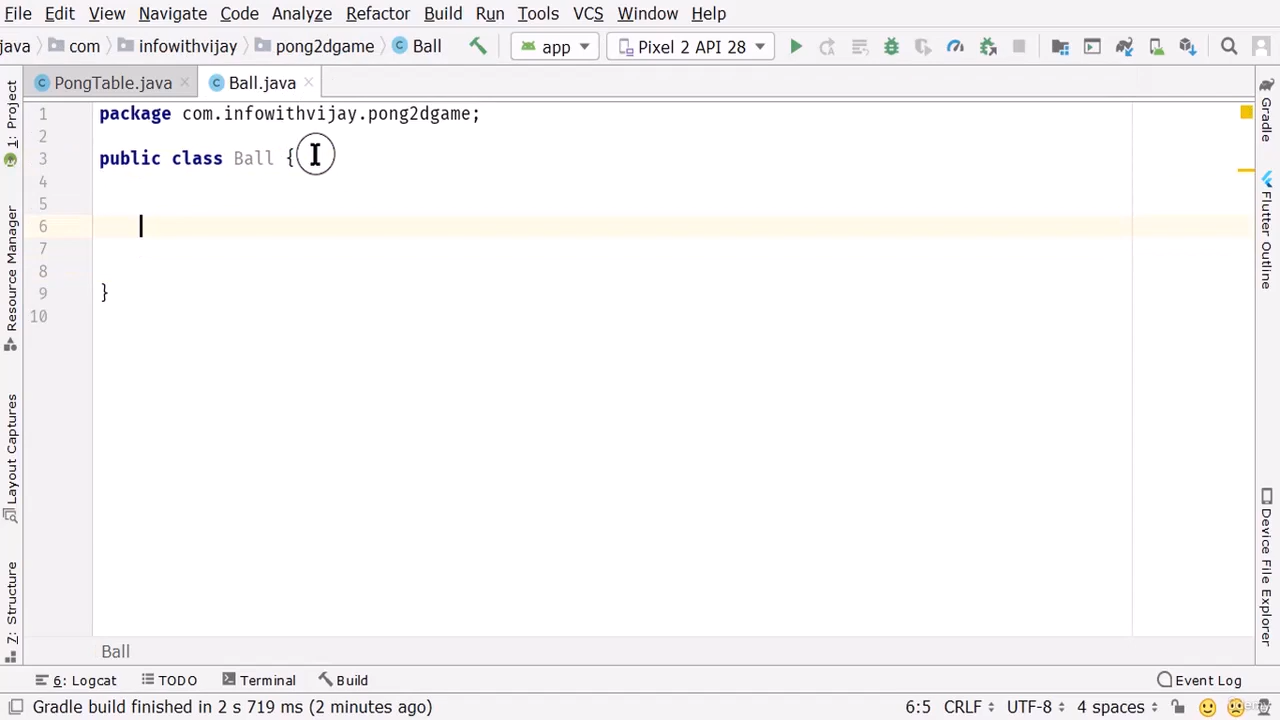 File Edit View Navigate Code Analyze Refactor Build Run Tools VCS Window Help
java com infowithvijay pong2dgame Ball app Pixel 2 API 28
PongTable.java Ball.java
1 package com.infowithvijay.pong2dgame;
2
3 public class Ball {
4
5
6
7
8
9 }
10
1: Project
Resource Manager
Layout Captures
Z: Structure
Gradle
Flutter Outline
Device File Explorer
Ball
6: Logcat TODO Terminal Build Event Log
Gradle build finished in 2 s 719 ms (2 minutes ago) 6:5 CRLF UTF-8 4 spaces